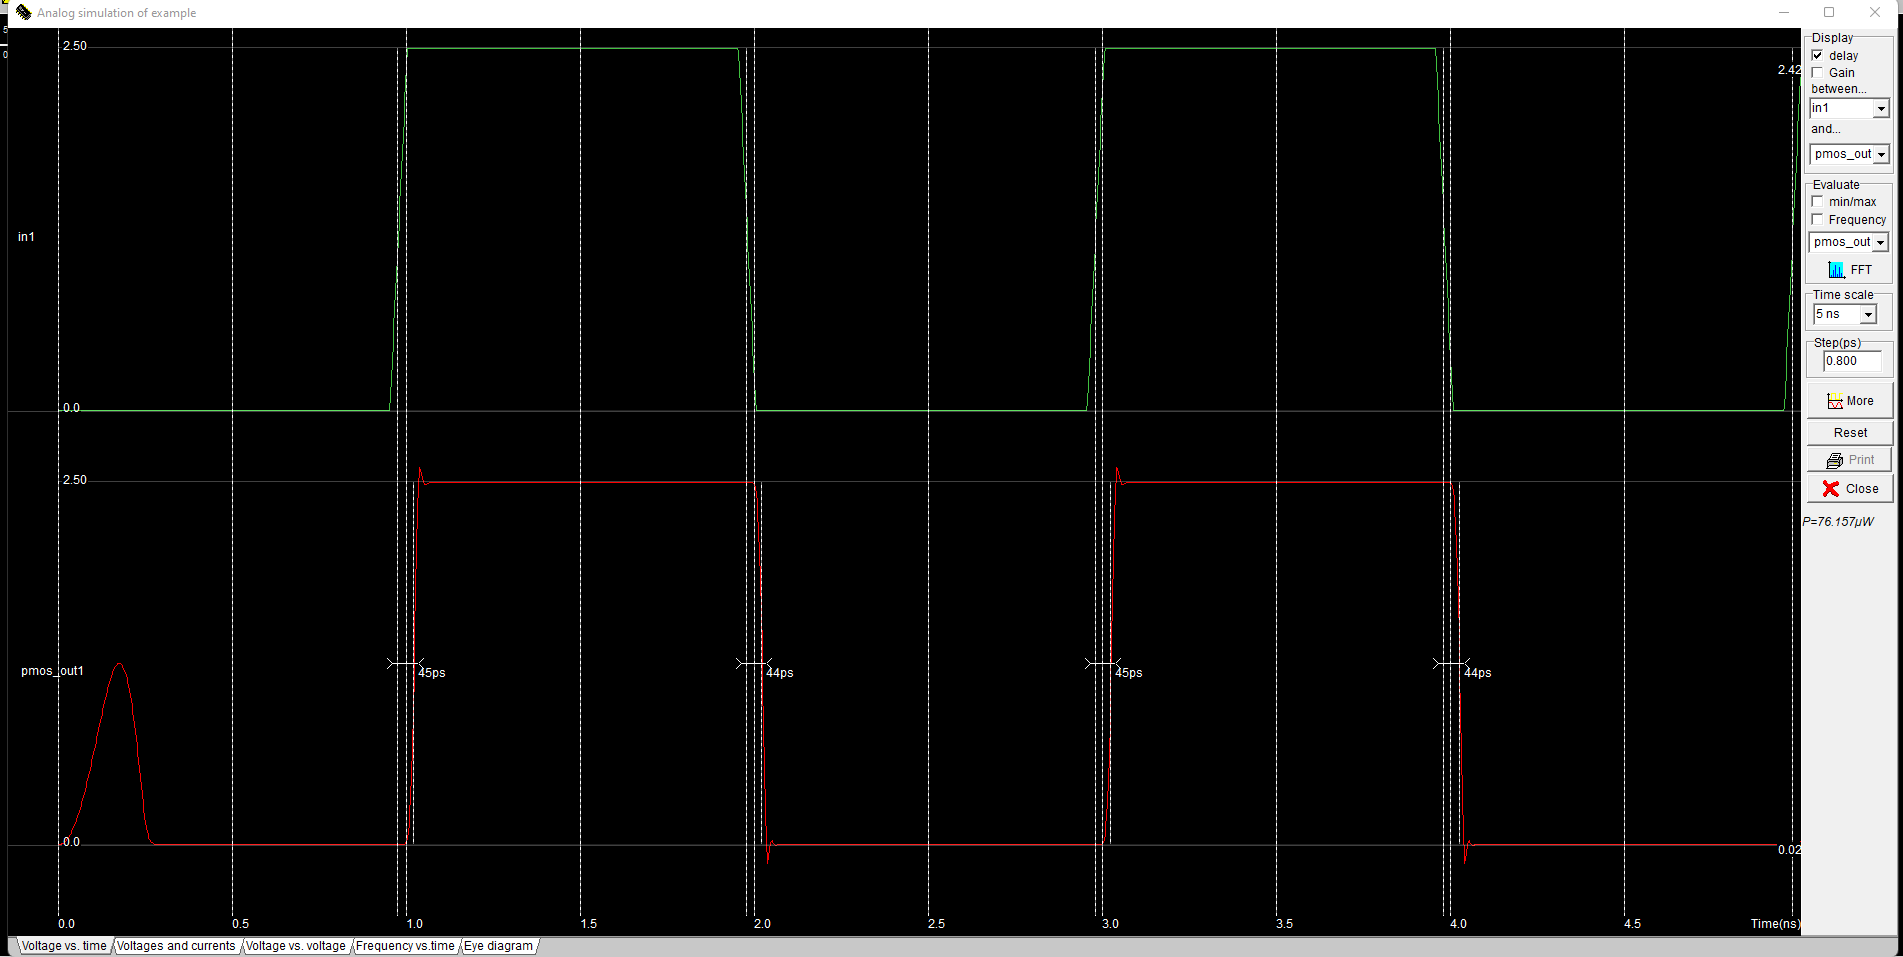 Analog simulation of example
2.50
in1
0.0
2.50
pmos_out1
0.0
45ps
44ps
45ps
44ps
2.42
0.02
0.0 0.5 1.0 1.5 2.0 2.5 3.0 3.5 4.0 4.5 Time(ns)
Voltage vs. time Voltages and currents Voltage vs. voltage Frequency vs.time Eye diagram
Display
delay
Gain
between...
in1
and...
pmos_out
Evaluate
min/max
Frequency
pmos_out
FFT
Time scale
5 ns
Step(ps)
0.800
More
Reset
Print
Close
P=76.157µW